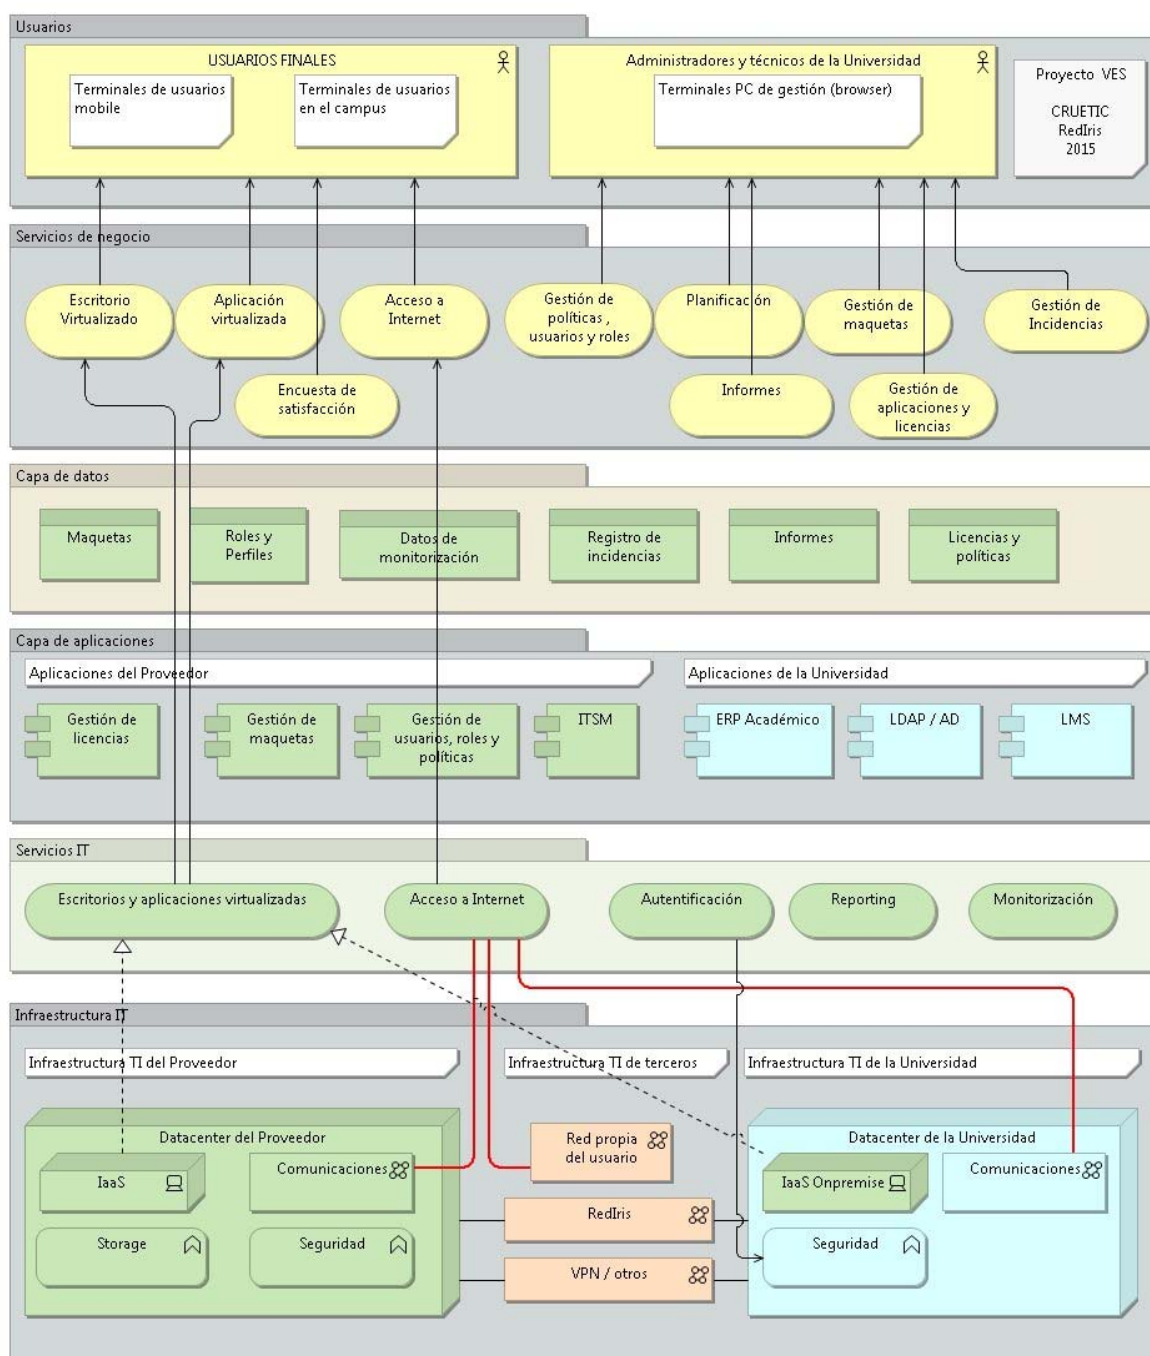 Usuarios
USUARIOS FINALES
Terminales de usuarios
mobile
Terminales de usuarios
en el campus
Administradores y técnicos de la Universidad
Terminales PC de gestión (browser)
Proyecto VES
CRUETIC
RedIris
2015
Servicios de negocio
Escritorio
Virtualizado
Aplicación
virtualizada
Acceso a
Internet
Gestión de
políticas ,
usuarios y roles
Planificación
Gestión de
maquetas
Gestión de
Incidencias
Encuesta de
satisfacción
Informes
Gestión de
aplicaciones y
licencias
Capa de datos
Maquetas
Roles y
Perfiles
Datos de
monitorización
Registro de
incidencias
Informes
Licencias y
políticas
Capa de aplicaciones
Aplicaciones del Proveedor
Aplicaciones de la Universidad
Gestión de
licencias
Gestión de
maquetas
Gestión de
usuarios, roles y
políticas
ITSM
ERP Académico
LDAP / AD
LMS
Servicios IT
Escritorios y aplicaciones virtualizadas
Acceso a Internet
Autentificación
Reporting
Monitorización
Infraestructura IT
Infraestructura TI del Proveedor
Infraestructura TI de terceros
Infraestructura TI de la Universidad
Datacenter del Proveedor
IaaS
Comunicaciones
Storage
Seguridad
Red propia
del usuario
RedIris
VPN / otros
Datacenter de la Universidad
IaaS Onpremise
Comunicaciones
Seguridad